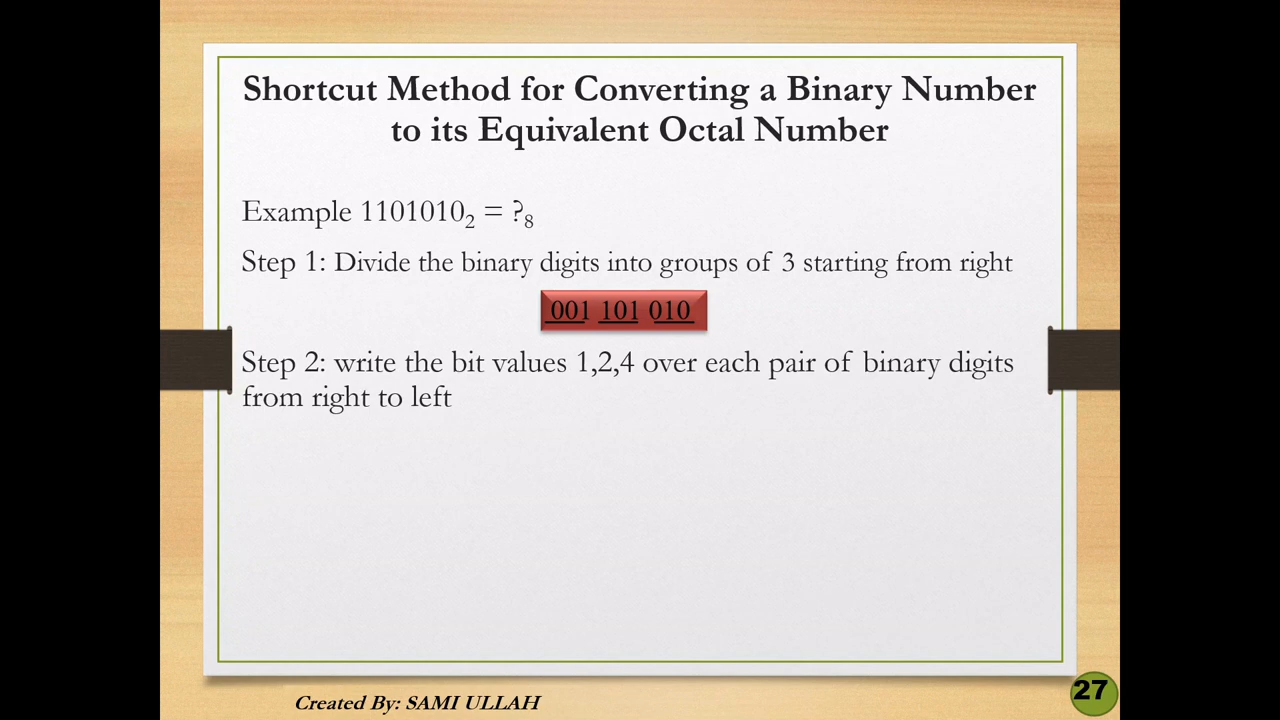 Shortcut Method for Converting a Binary Number
to its Equivalent Octal Number
Example 1101010₂ = ?₈
Step 1: Divide the binary digits into groups of 3 starting from right
001 101 010
Step 2: write the bit values 1,2,4 over each pair of binary digits
from right to left
Created By: SAMI ULLAH
27